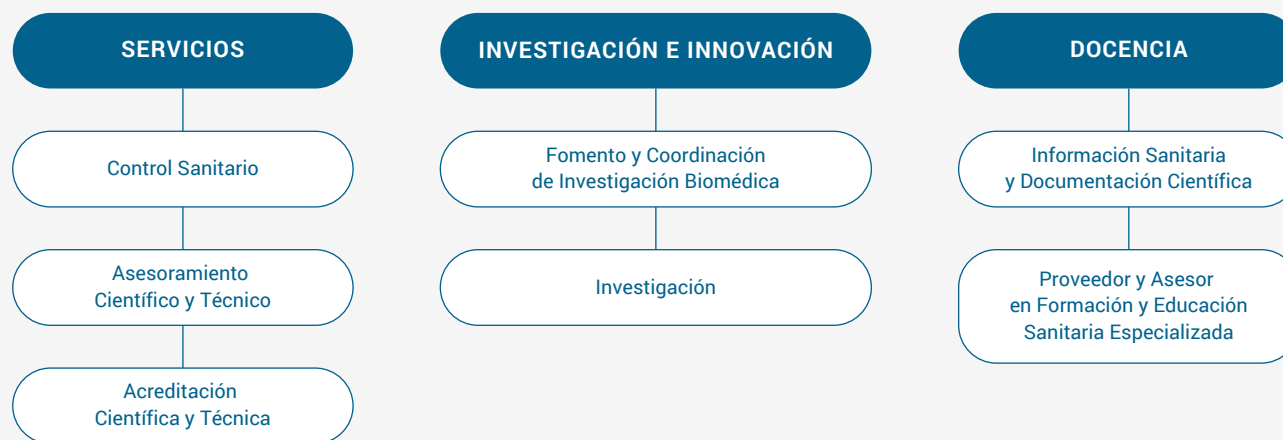 SERVICIOS
Control Sanitario
Asesoramiento
Científico y Técnico
Acreditación
Científica y Técnica
INVESTIGACIÓN E INNOVACIÓN
Fomento y Coordinación
de Investigación Biomédica
Investigación
DOCENCIA
Información Sanitaria
y Documentación Científica
Proveedor y Asesor
en Formación y Educación
Sanitaria Especializada